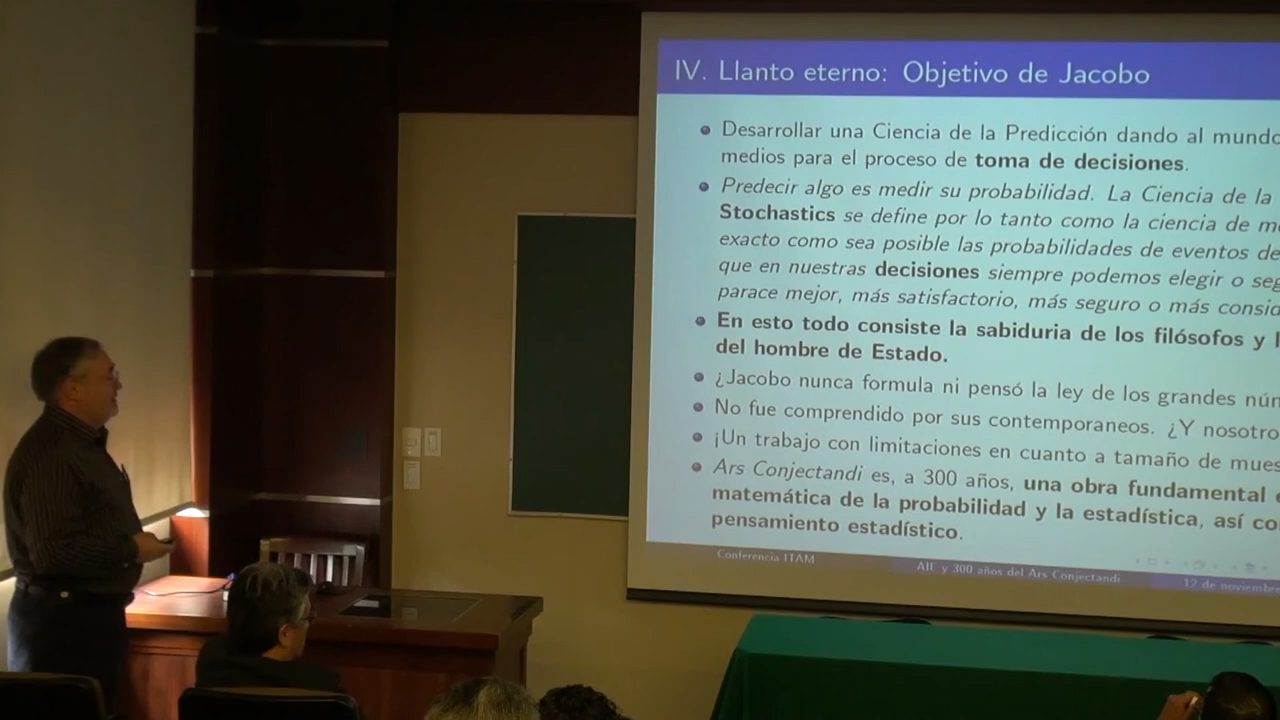 IV. Llanto eterno: Objetivo de Jacobo
Desarrollar una Ciencia de la Predicción dando al mundo
medios para el proceso de toma de decisiones.
Predecir algo es medir su probabilidad. La Ciencia de la
Stochastics se define por lo tanto como la ciencia de
exacto como sea posible las probabilidades de eventos de
que en nuestras decisiones siempre podemos elegir o
parace mejor, más satisfactorio, más seguro o más
En esto todo consiste la sabiduria de los filósofos y
del hombre de Estado.
¿Jacobo nunca formula ni pensó la ley de los grandes
No fue comprendido por sus contemporaneos. ¿Y
¡Un trabajo con limitaciones en cuanto a tamaño de
Ars Conjectandi es, a 300 años, una obra fundamental
matemática de la probabilidad y la estadística, así
pensamiento estadístico.
Conferencia ITAM
AIE y 300 años del Ars Conjectandi
12 de noviembre